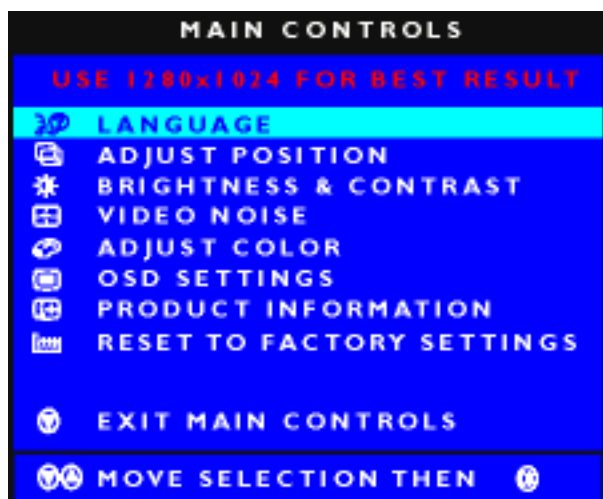 MAIN CONTROLS
USE 1280x1024 FOR BEST RESULT
LANGUAGE
ADJUST POSITION
BRIGHTNESS & CONTRAST
VIDEO NOISE
ADJUST COLOR
OSD SETTINGS
PRODUCT INFORMATION
RESET TO FACTORY SETTINGS
EXIT MAIN CONTROLS
MOVE SELECTION THEN